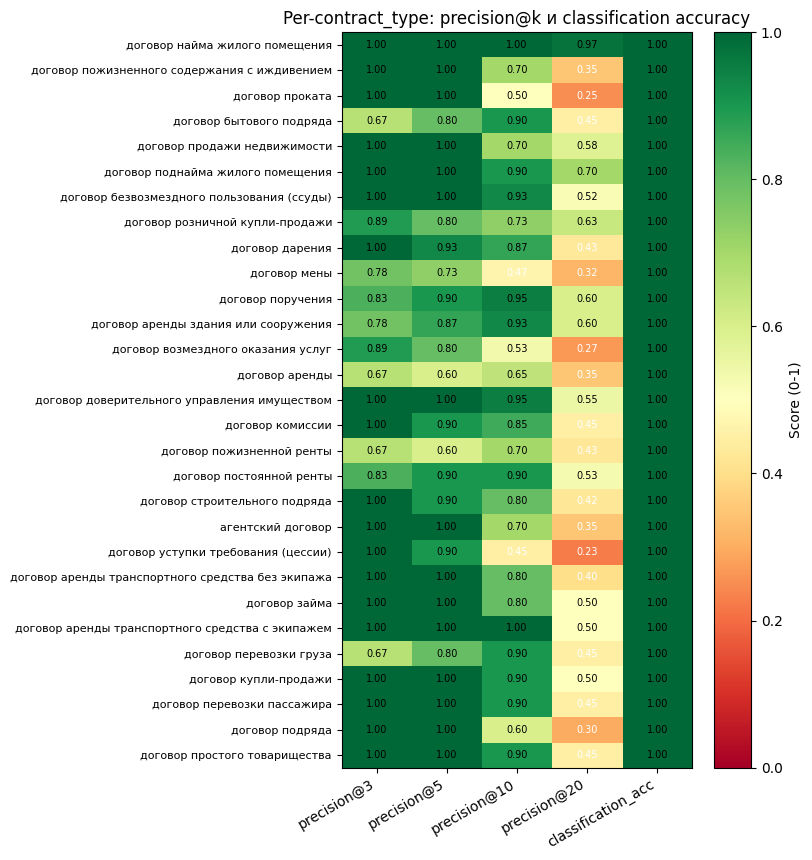 Per-contract_type: precision@k и classification accuracy
договор найма жилого помещения 1.00 1.00 1.00 0.97 1.00
договор пожизненного содержания с иждивением 1.00 1.00 0.70 0.35 1.00
договор проката 1.00 1.00 0.50 0.25 1.00
договор бытового подряда 0.67 0.80 0.90 0.45 1.00
договор продажи недвижимости 1.00 1.00 0.70 0.58 1.00
договор поднайма жилого помещения 1.00 1.00 0.90 0.70 1.00
договор безвозмездного пользования (ссуды) 1.00 1.00 0.93 0.52 1.00
договор розничной купли-продажи 0.89 0.80 0.73 0.63 1.00
договор дарения 1.00 0.93 0.87 0.43 1.00
договор мены 0.78 0.73 0.47 0.32 1.00
договор поручения 0.83 0.90 0.95 0.60 1.00
договор аренды здания или сооружения 0.78 0.87 0.93 0.60 1.00
договор возмездного оказания услуг 0.89 0.80 0.53 0.27 1.00
договор аренды 0.67 0.60 0.65 0.35 1.00
договор доверительного управления имуществом 1.00 1.00 0.95 0.55 1.00
договор комиссии 1.00 0.90 0.85 0.45 1.00
договор пожизненной ренты 0.67 0.60 0.70 0.43 1.00
договор постоянной ренты 0.83 0.90 0.90 0.53 1.00
договор строительного подряда 1.00 0.90 0.80 0.42 1.00
агентский договор 1.00 1.00 0.70 0.35 1.00
договор уступки требования (цессии) 1.00 0.90 0.45 0.23 1.00
договор аренды транспортного средства без экипажа 1.00 1.00 0.80 0.40 1.00
договор займа 1.00 1.00 0.80 0.50 1.00
договор аренды транспортного средства с экипажем 1.00 1.00 1.00 0.50 1.00
договор перевозки груза 0.67 0.80 0.90 0.45 1.00
договор купли-продажи 1.00 1.00 0.90 0.50 1.00
договор перевозки пассажира 1.00 1.00 0.90 0.45 1.00
договор подряда 1.00 1.00 0.60 0.30 1.00
договор простого товарищества 1.00 1.00 0.90 0.45 1.00
precision@3 precision@5 precision@10 precision@20 classification_acc
1.0
0.8
0.6
0.4
0.2
0.0
Score (0-1)